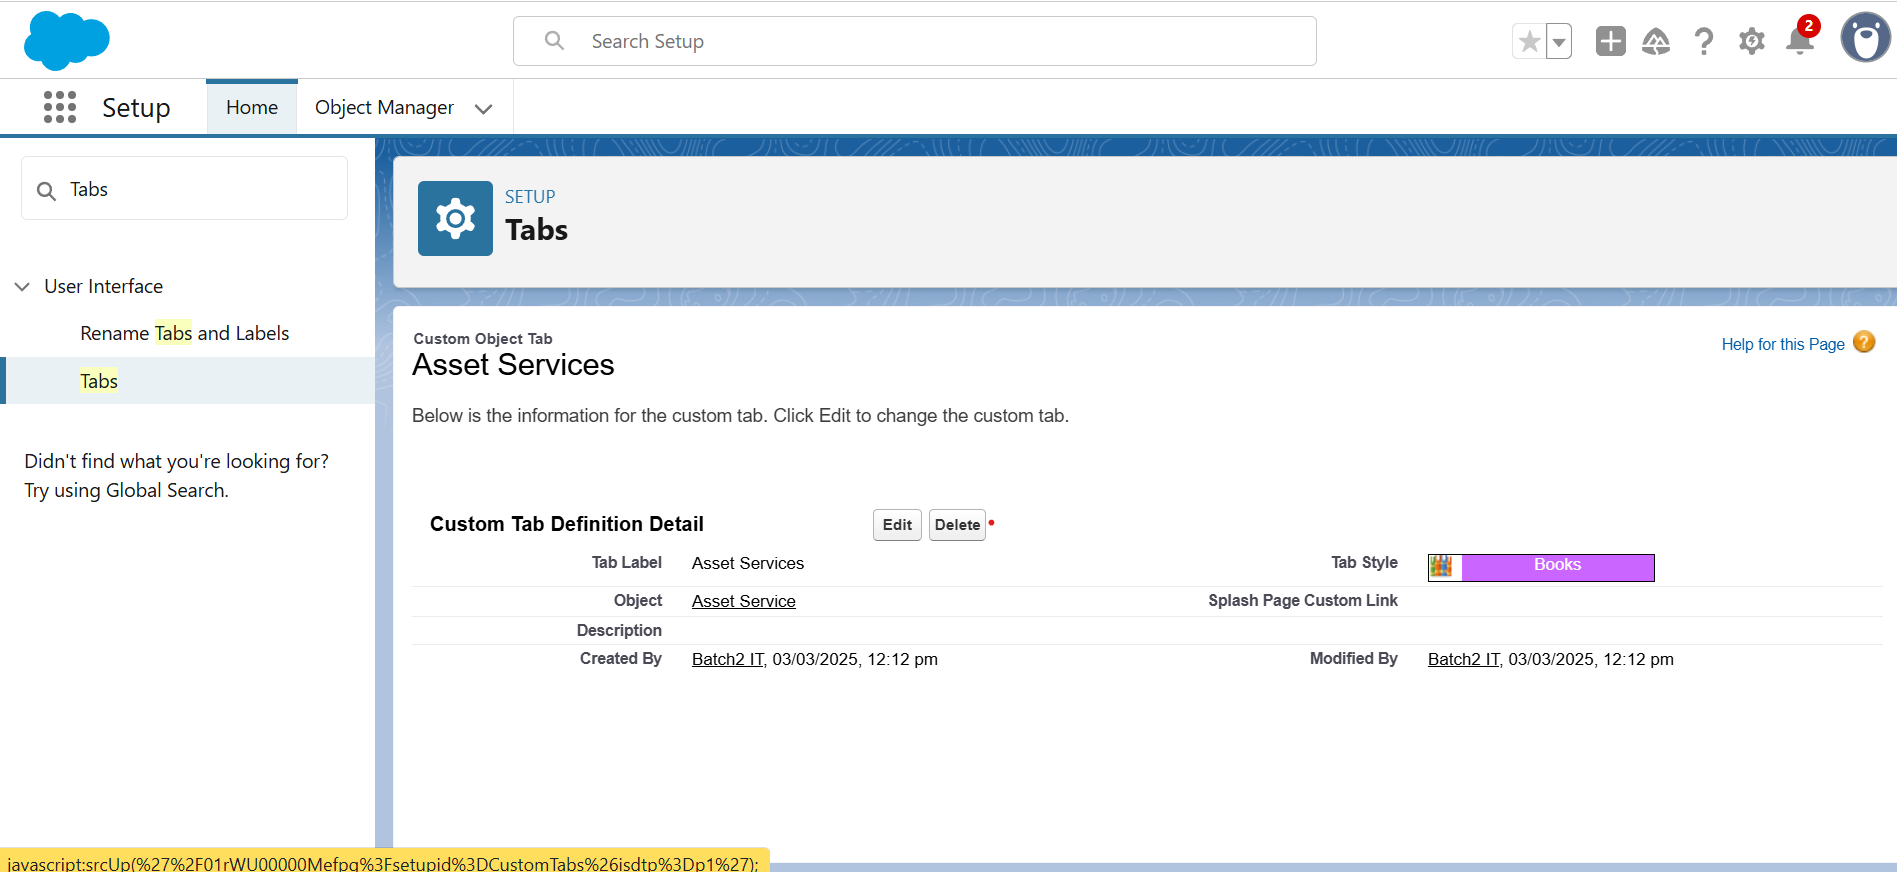 Search Setup
2
Setup
Home
Object Manager
Tabs
SETUP
Tabs
User Interface
Rename Tabs and Labels
Tabs
Didn't find what you're looking for?
Try using Global Search.
Custom Object Tab
Asset Services
Help for this Page ?
Below is the information for the custom tab. Click Edit to change the custom tab.
Custom Tab Definition Detail
Edit
Delete
Tab Label Asset Services
Tab Style Books
Object Asset Service
Splash Page Custom Link
Description
Created By Batch2 IT, 03/03/2025, 12:12 pm
Modified By Batch2 IT, 03/03/2025, 12:12 pm
javascript:srcUp(%27%2F01rWU00000Mefpq%3Fsetupid%3DCustomTabs%26isdtp%3Dp1%27);